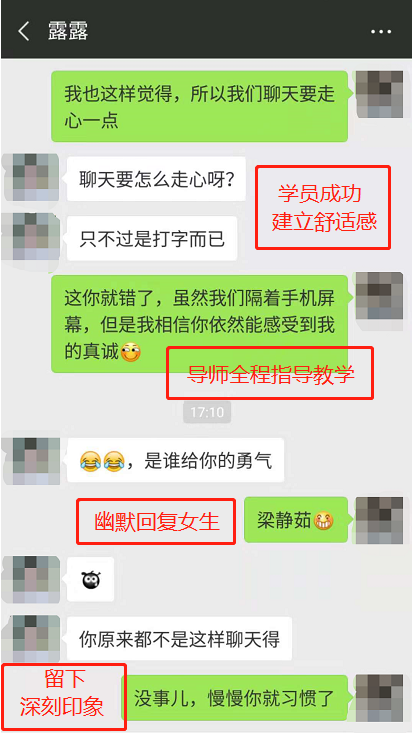 露露
我也这样觉得，所以我们聊天要走
心一点
聊天要怎么走心呀？
学员成功
建立舒适感
只不过是打字而已
这你就错了，虽然我们隔着手机屏
幕，但是我相信你依然能感受到我
的真诚
导师全程指导教学
17:10
，是谁给你的勇气
幽默回复女生
梁静茹
你原来都不是这样聊天得
留下
深刻印象
没事儿，慢慢你就习惯了